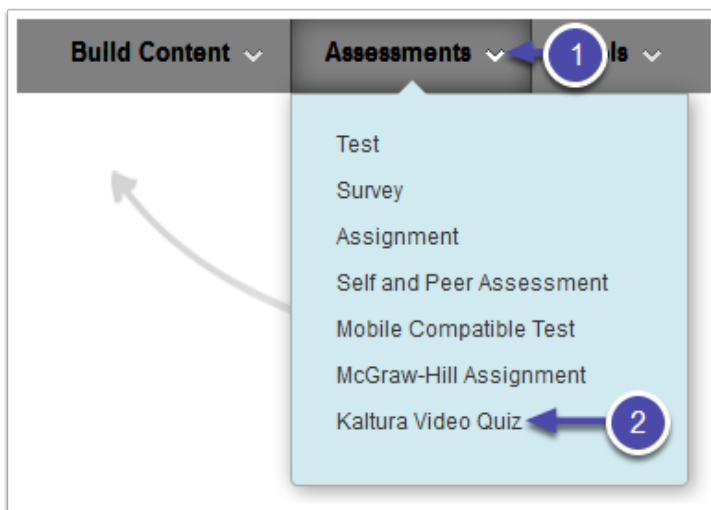 Build Content Assessments 1 ls
Test
Survey
Assignment
Self and Peer Assessment
Mobile Compatible Test
McGraw-Hill Assignment
Kaltura Video Quiz 2